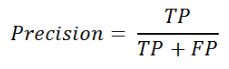 Precision = TP / TP + FP